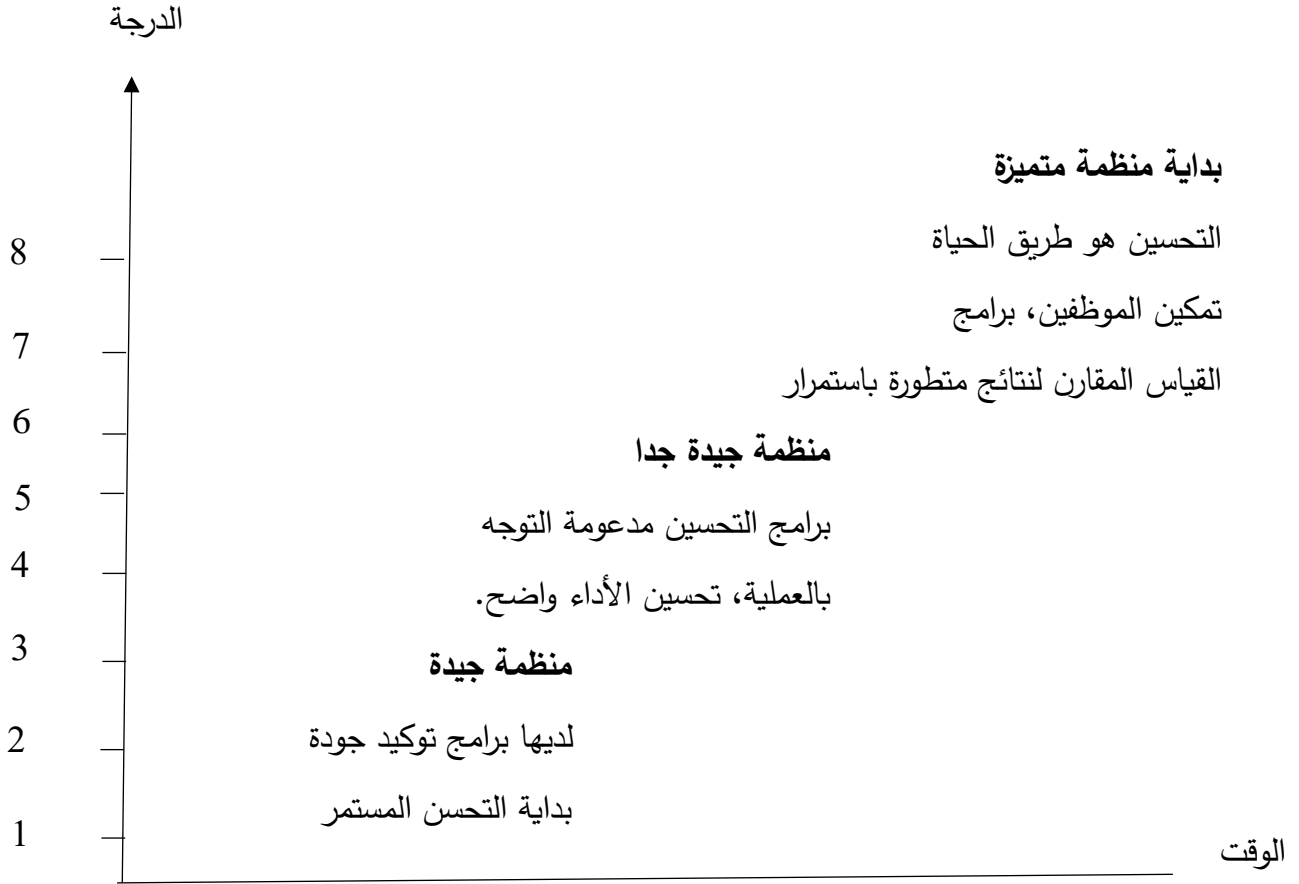 الدرجة
بداية منظمة متميزة
8
التحسين هو طريق الحياة
تمكين الموظفين، برامج
7
القياس المقارن لنتائج متطورة باستمرار
6
منظمة جيدة جدا
5
برامج التحسين مدعومة التوجه
4
بالعملية، تحسين الأداء واضح.
3
منظمة جيدة
2
لديها برامج توكيد جودة
بداية التحسن المستمر
1
الوقت